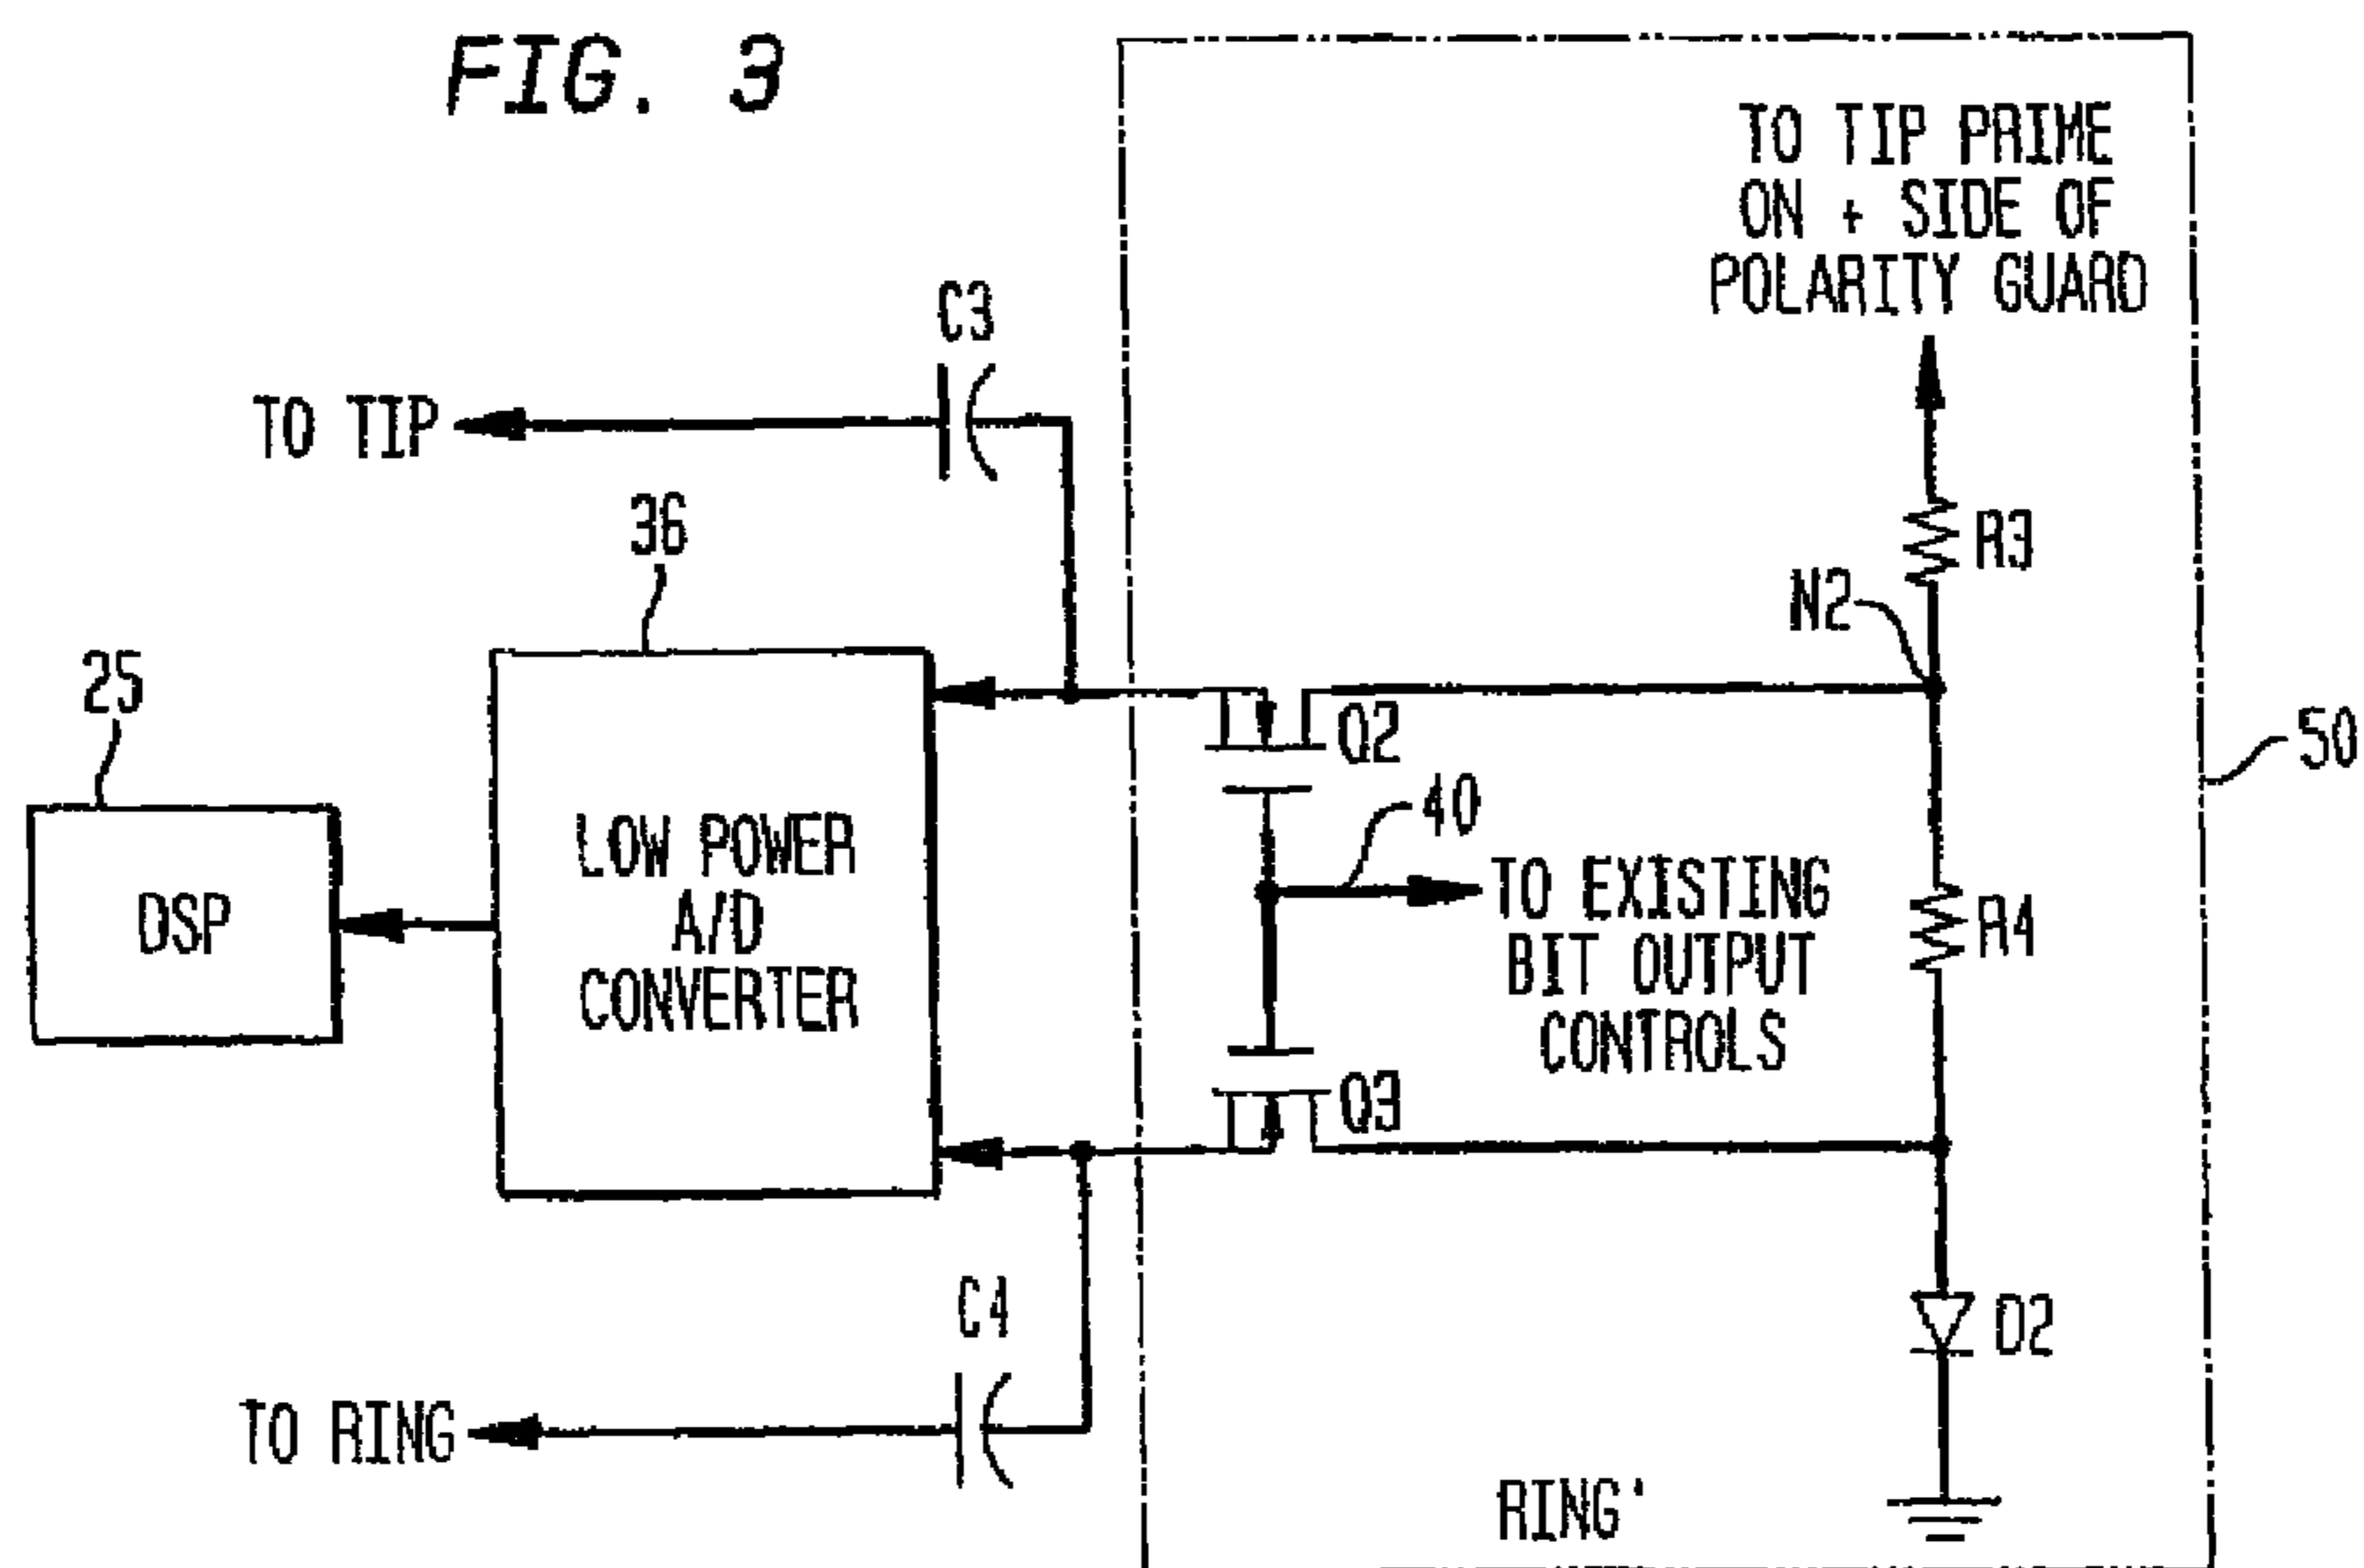 FIG. 3
TO TIP PRIME
ON + SIDE OF
POLARITY GUARD
C3
TO TIP
36
R3
N2
25
50
Q2
40
LOW POWER
A/D
CONVERTER
DSP
TO EXISTING
BIT OUTPUT
CONTROLS
R4
Q3
C4
D2
TO RING
RING'